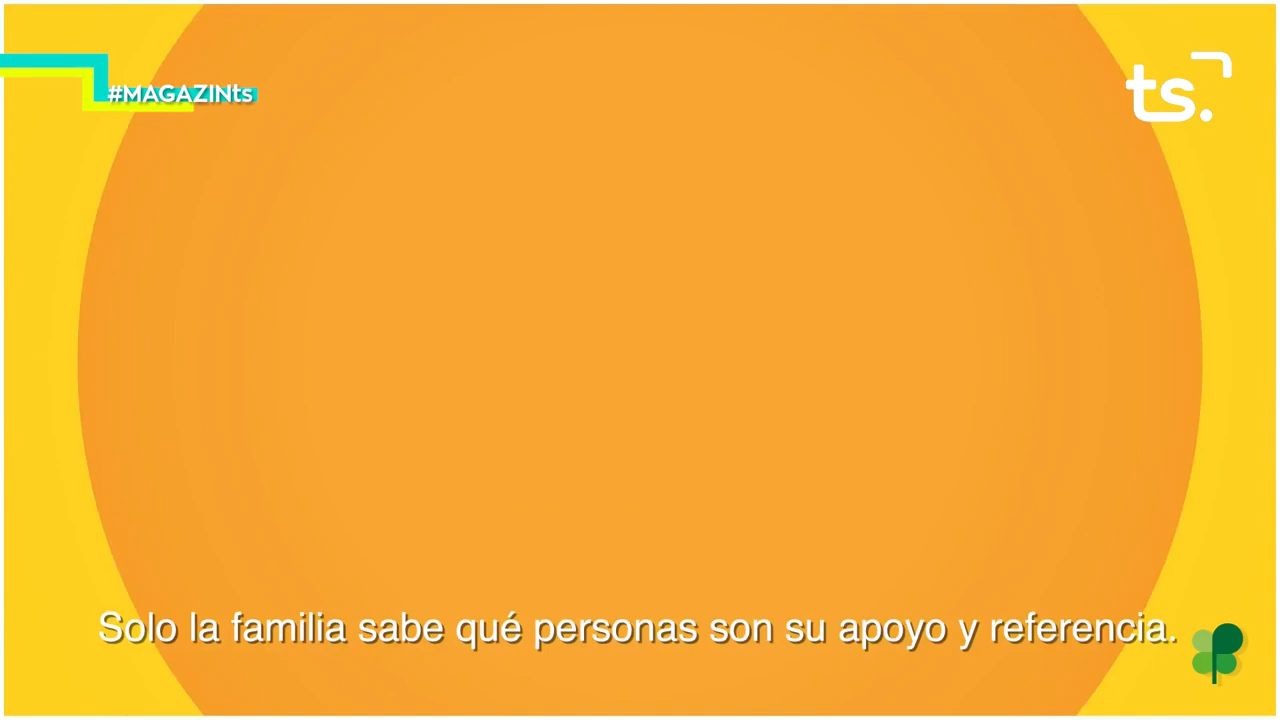 #MAGAZINts
ts.
Solo la familia sabe qué personas son su apoyo y referencia.